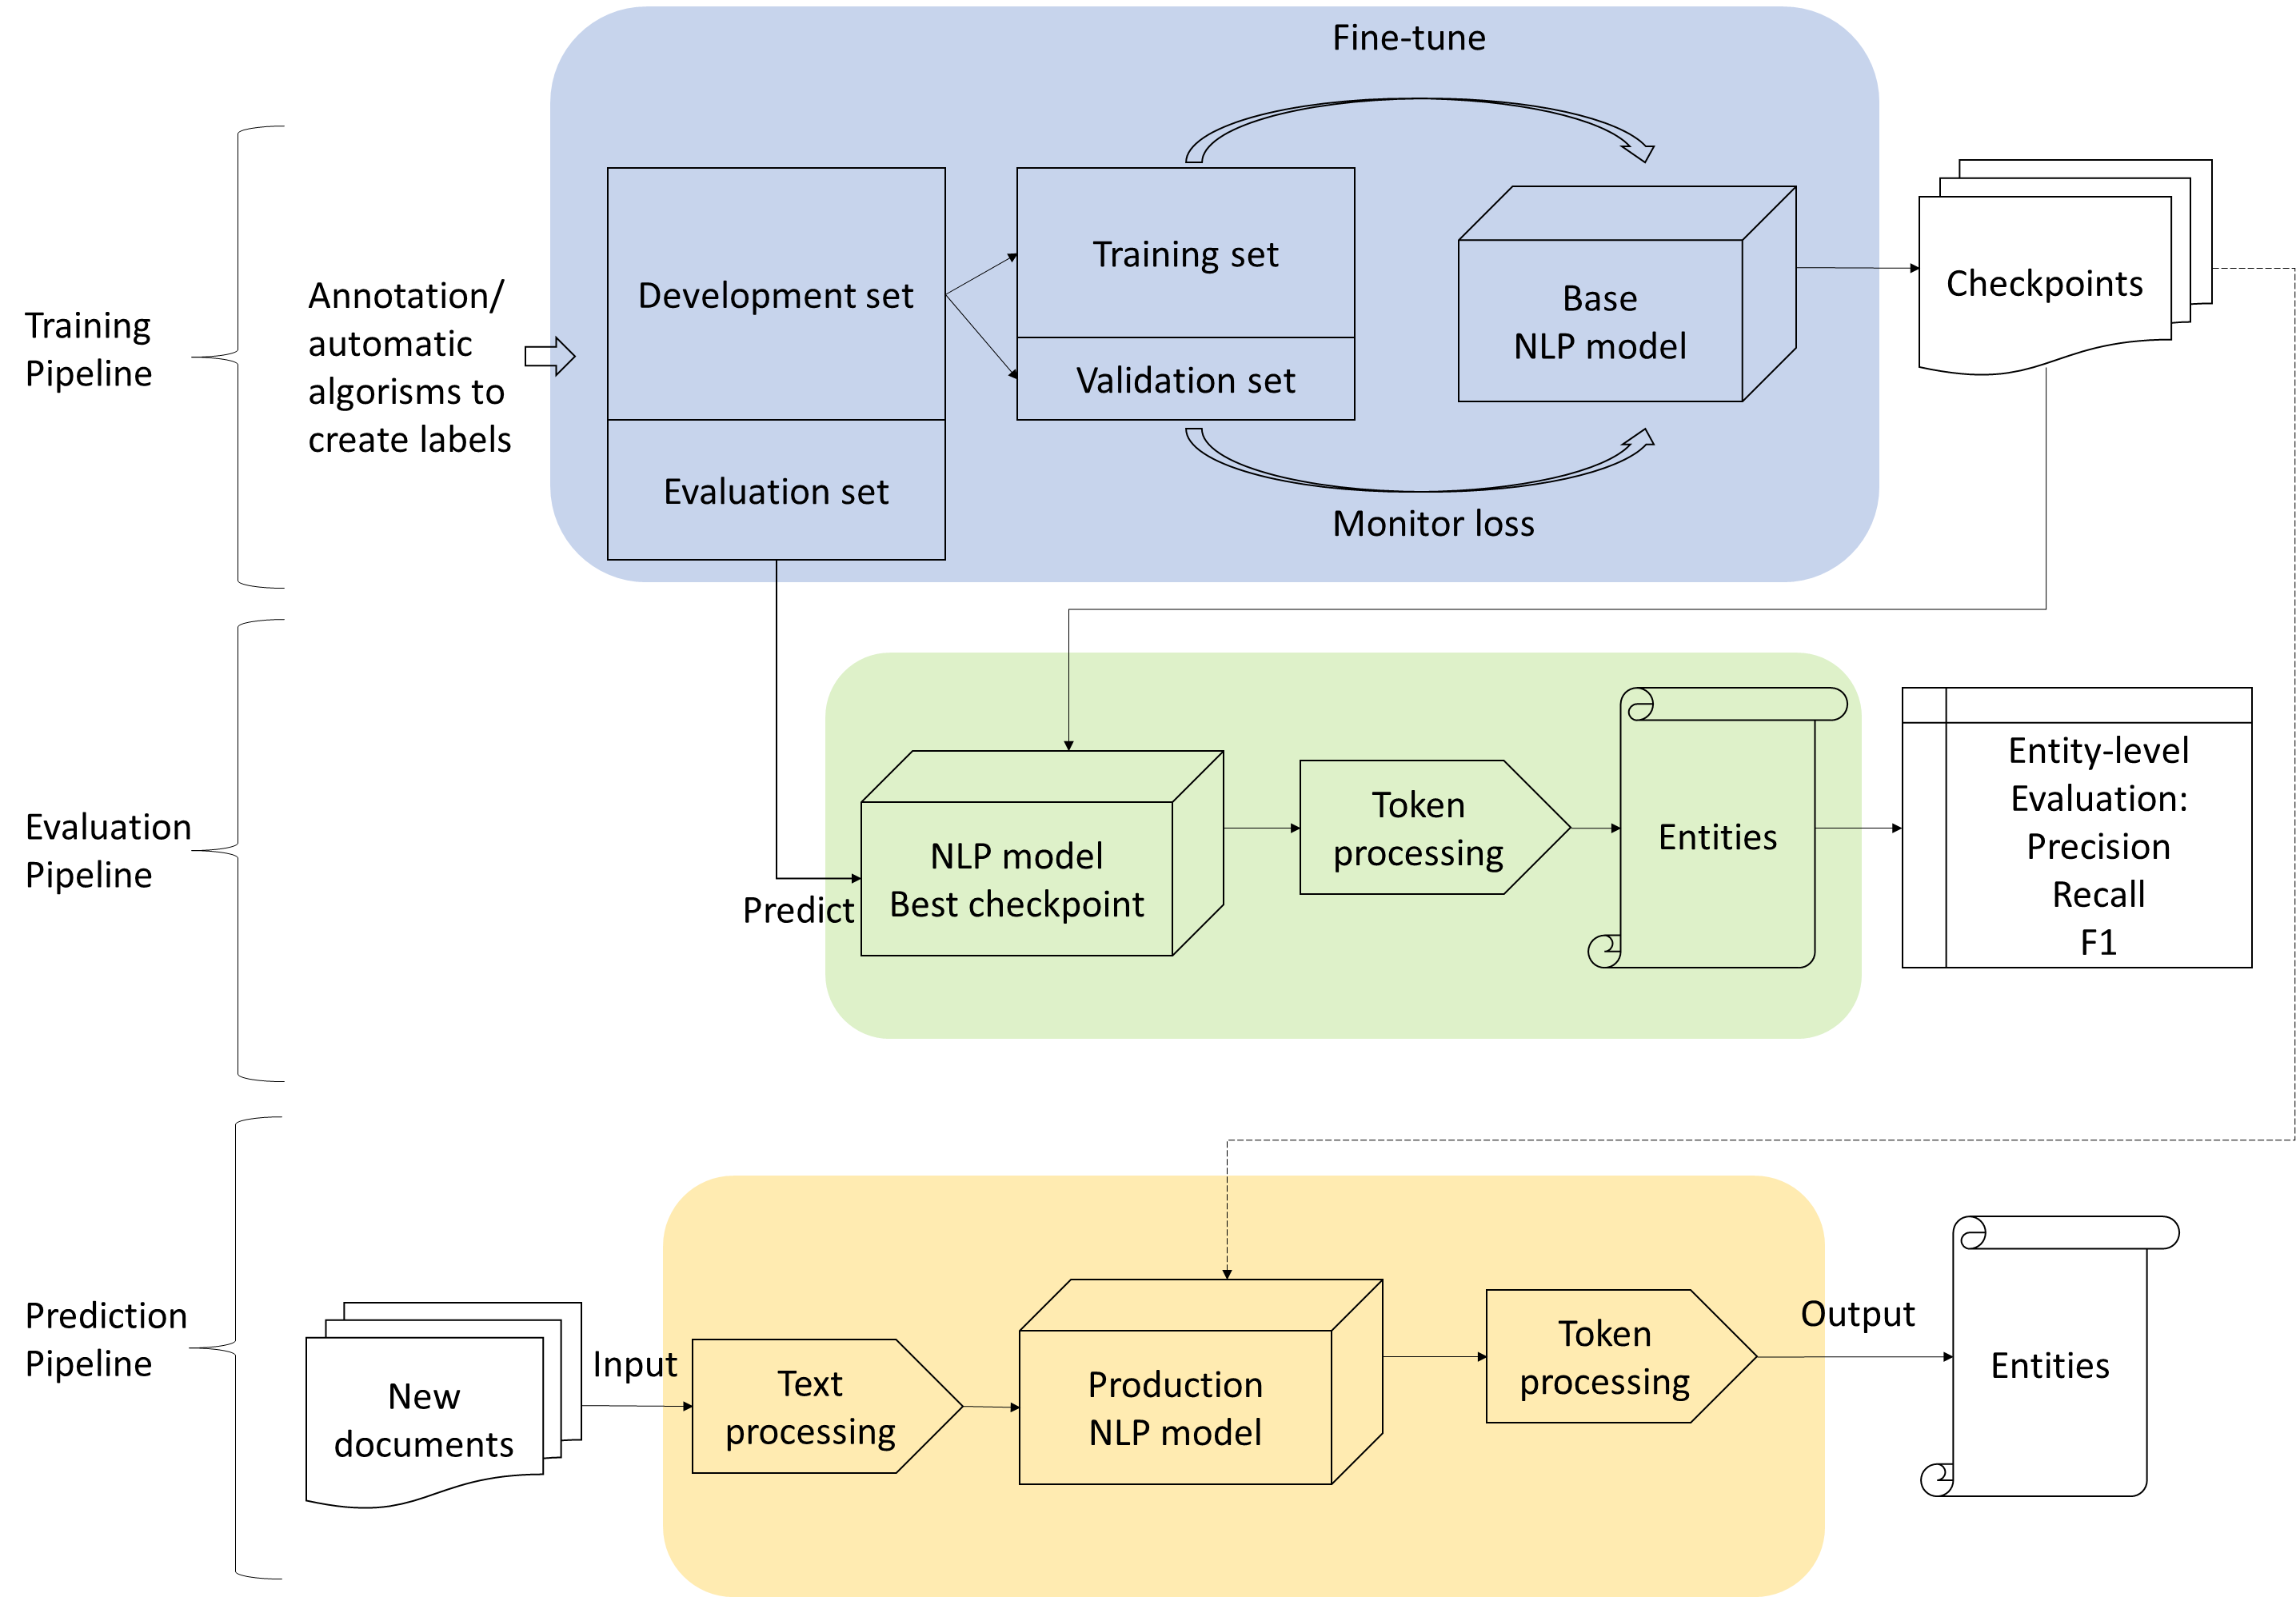 Fine-tune
Training
Pipeline
Annotation/
automatic
algorisms to
create labels
Development set
Evaluation set
Training set
Validation set
Base
NLP model
Checkpoints
Monitor loss
Evaluation
Pipeline
Predict
NLP model
Best checkpoint
Token
processing
Entities
Entity-level
Evaluation:
Precision
Recall
F1
Prediction
Pipeline
New
documents
Input
Text
processing
Production
NLP model
Token
processing
Output
Entities